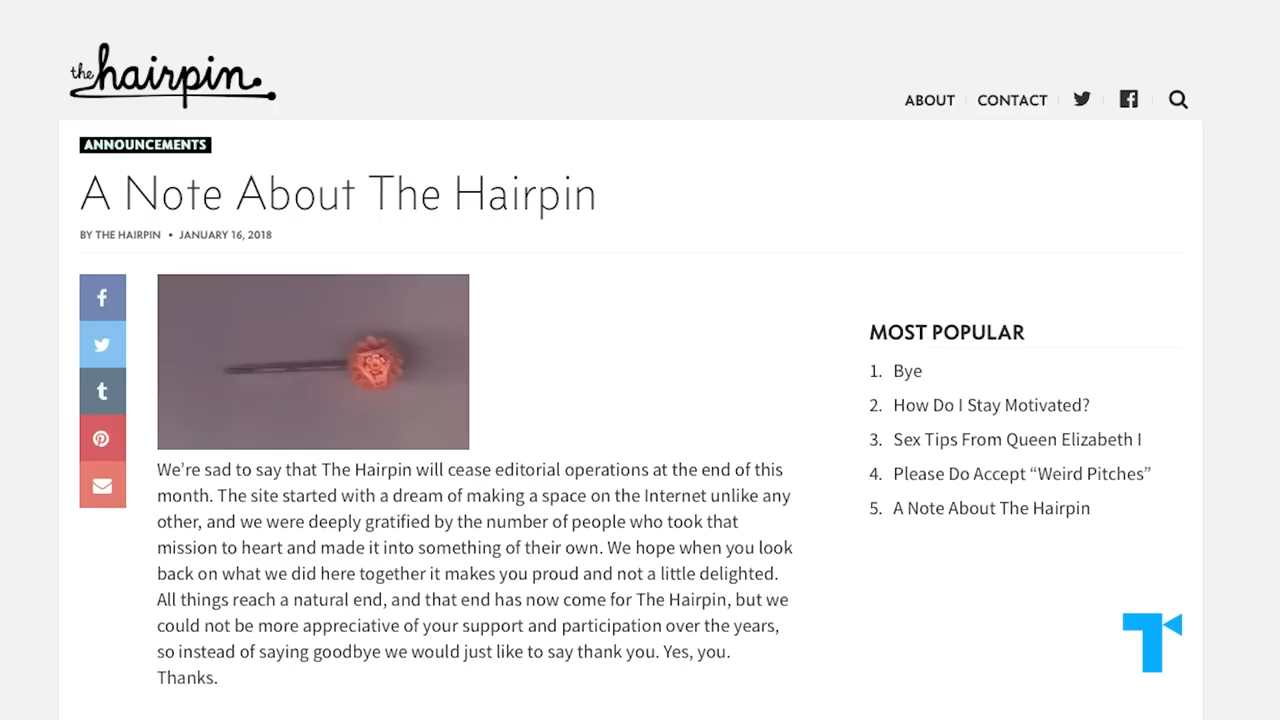 the hairpin.
ABOUT CONTACT
ANNOUNCEMENTS
A Note About The Hairpin
BY THE HAIRPIN • JANUARY 16, 2018
We’re sad to say that The Hairpin will cease editorial operations at the end of this
month. The site started with a dream of making a space on the Internet unlike any
other, and we were deeply gratified by the number of people who took that
mission to heart and made it into something of their own. We hope when you look
back on what we did here together it makes you proud and not a little delighted.
All things reach a natural end, and that end has now come for The Hairpin, but we
could not be more appreciative of your support and participation over the years,
so instead of saying goodbye we would just like to say thank you. Yes, you.
Thanks.
MOST POPULAR
1. Bye
2. How Do I Stay Motivated?
3. Sex Tips From Queen Elizabeth I
4. Please Do Accept “Weird Pitches”
5. A Note About The Hairpin